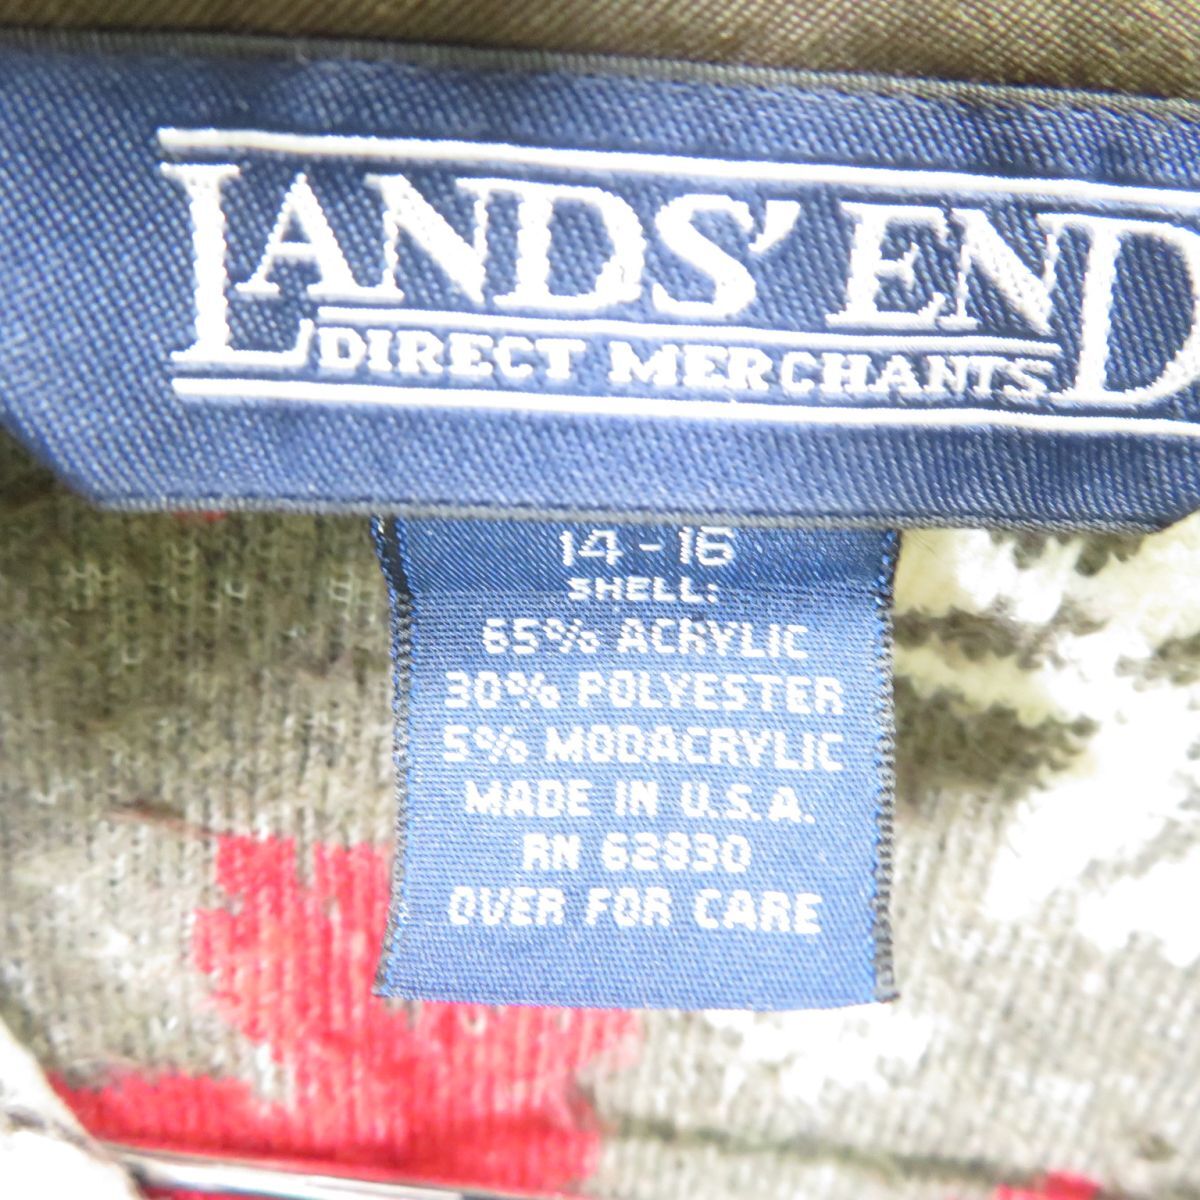 LANDS' END
DIRECT MERCHANTS
14 - 16
SHELL:
65% ACRYLIC
30% POLYESTER
5% MODACRYLIC
MADE IN U.S.A.
RN 62830
OVER FOR CARE